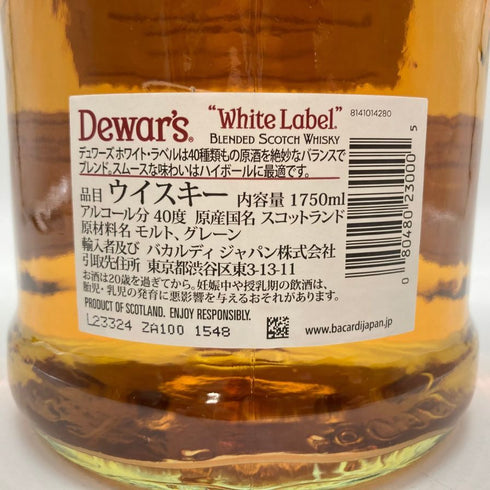 Dewar's® "White Label"®
BLENDED SCOTCH WHISKY
8141014280
デュワーズ ホワイト・ラベルは40種類もの原酒を絶妙なバランスで
ブレンド。スムースな味わいはハイボールに最適です。
品目 ウイスキー 内容量 1750ml
アルコール分 40度 原産国名 スコットランド
原材料名 モルト、グレーン
輸入者及び バカルディ ジャパン株式会社
引取先住所 東京都渋谷区東3-13-11
お酒は20歳を過ぎてから。妊娠中や授乳期の飲酒は、
胎児・乳児の発育に悪影響を与えるおそれがあります。
PRODUCT OF SCOTLAND. ENJOY RESPONSIBLY.
L23324 ZA100 1548
www.bacardijapan.jp
0 80480 23000 5